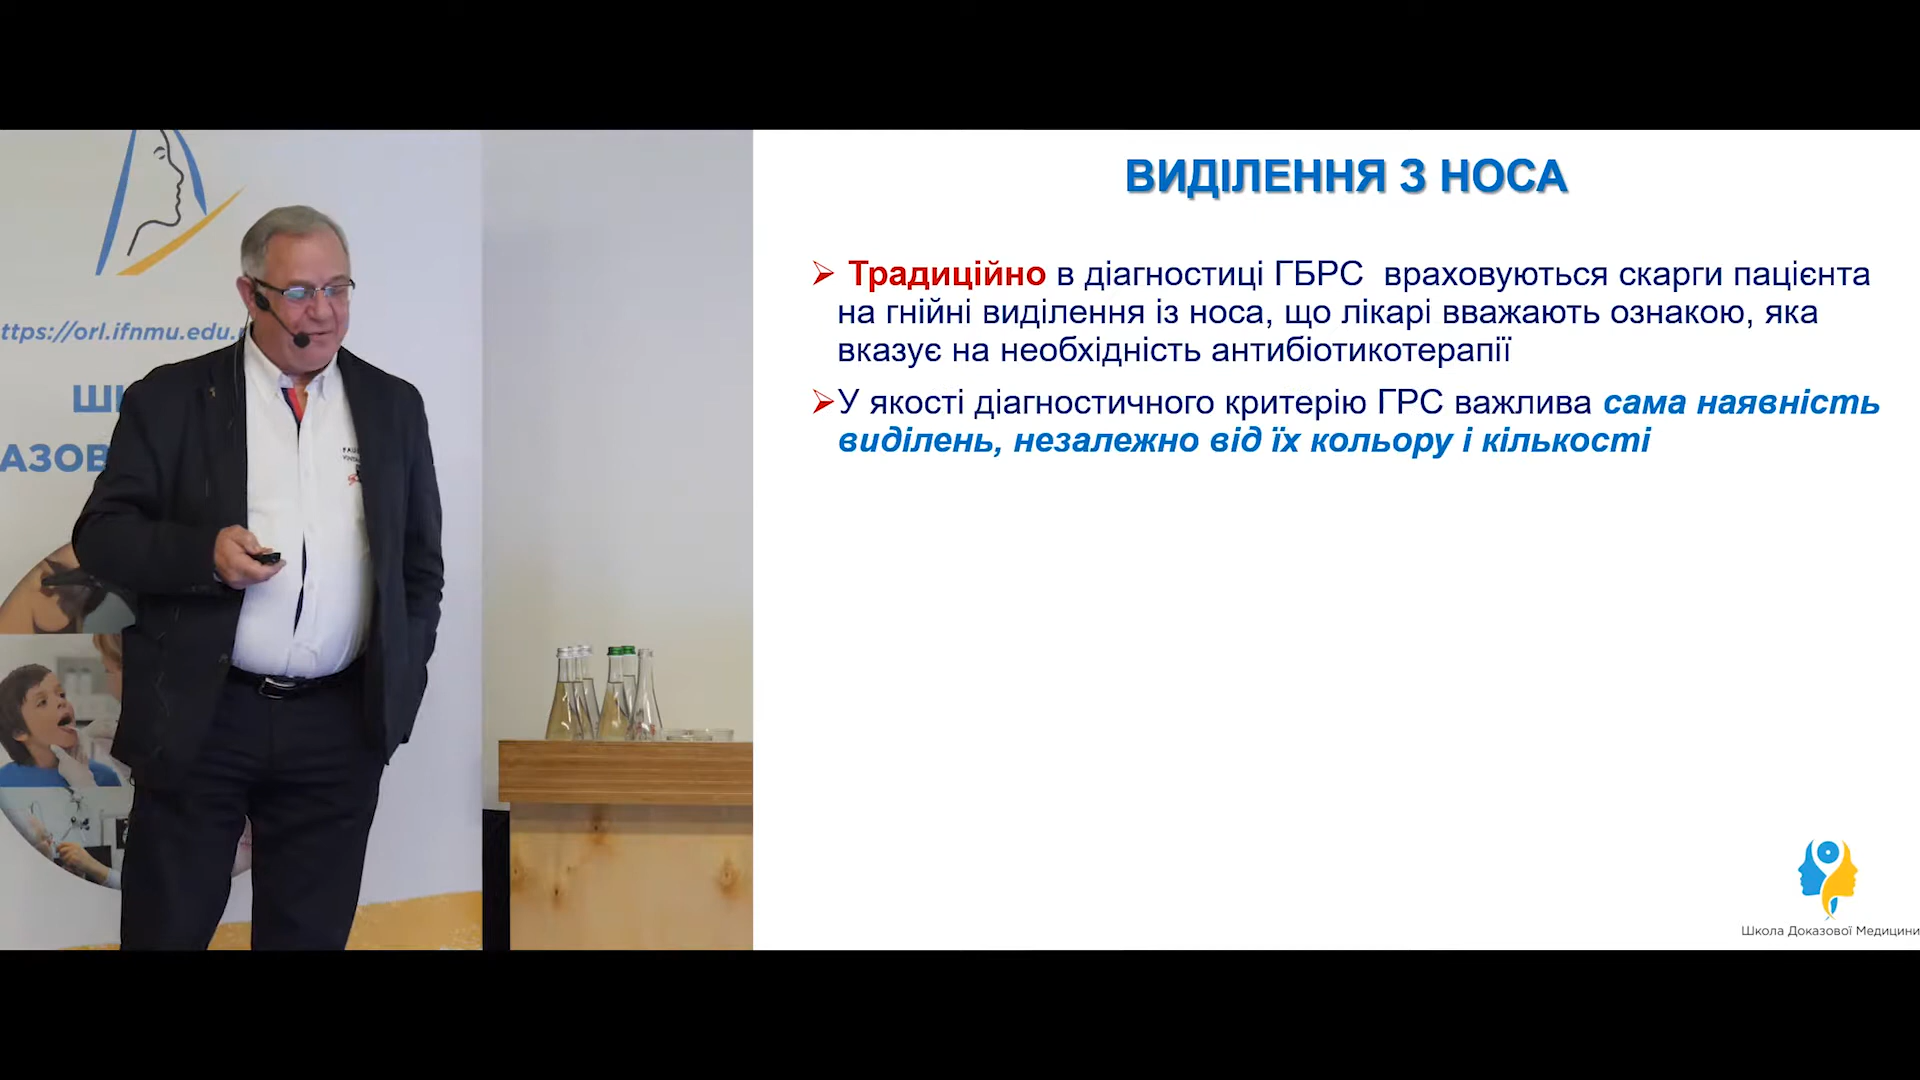 ttps://orl.ifnmu.edu.
АЗОВ
ВИДІЛЕННЯ З НОСА
Традиційно в діагностиці ГБРС враховуються скарги пацієнта
на гнійні виділення із носа, що лікарі вважають ознакою, яка
вказує на необхідність антибіотикотерапії
У якості діагностичного критерію ГРС важлива сама наявність
виділень, незалежно від їх кольору і кількості
Школа Доказової Медицини